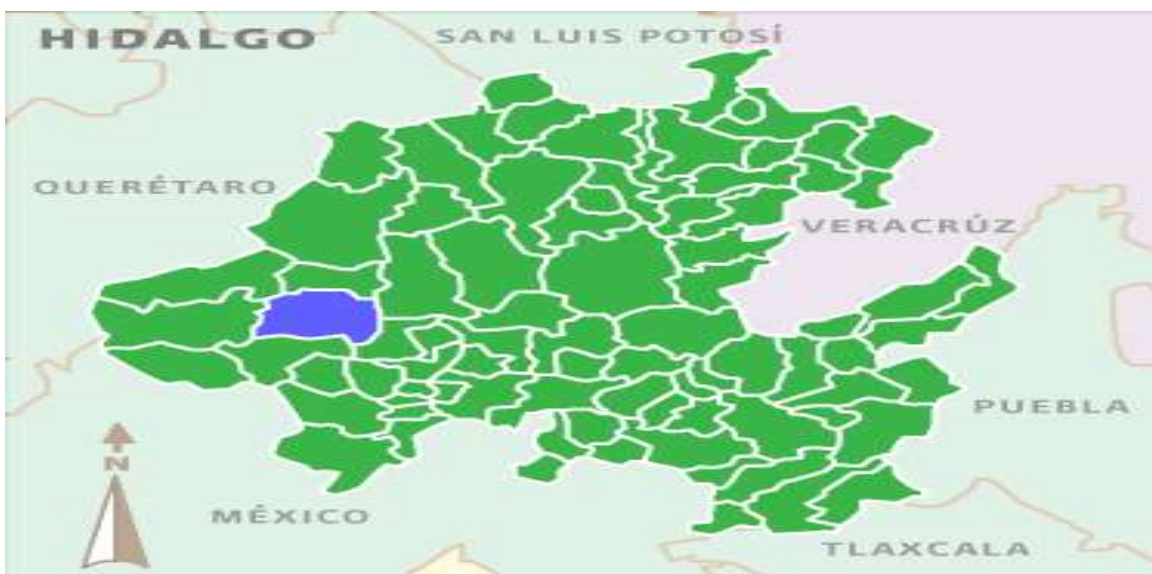 HIDALGO
SAN LUIS POTOSÍ
QUERÉTARO
VERACRÚZ
PUEBLA
N
MÉXICO
TLAXCALA